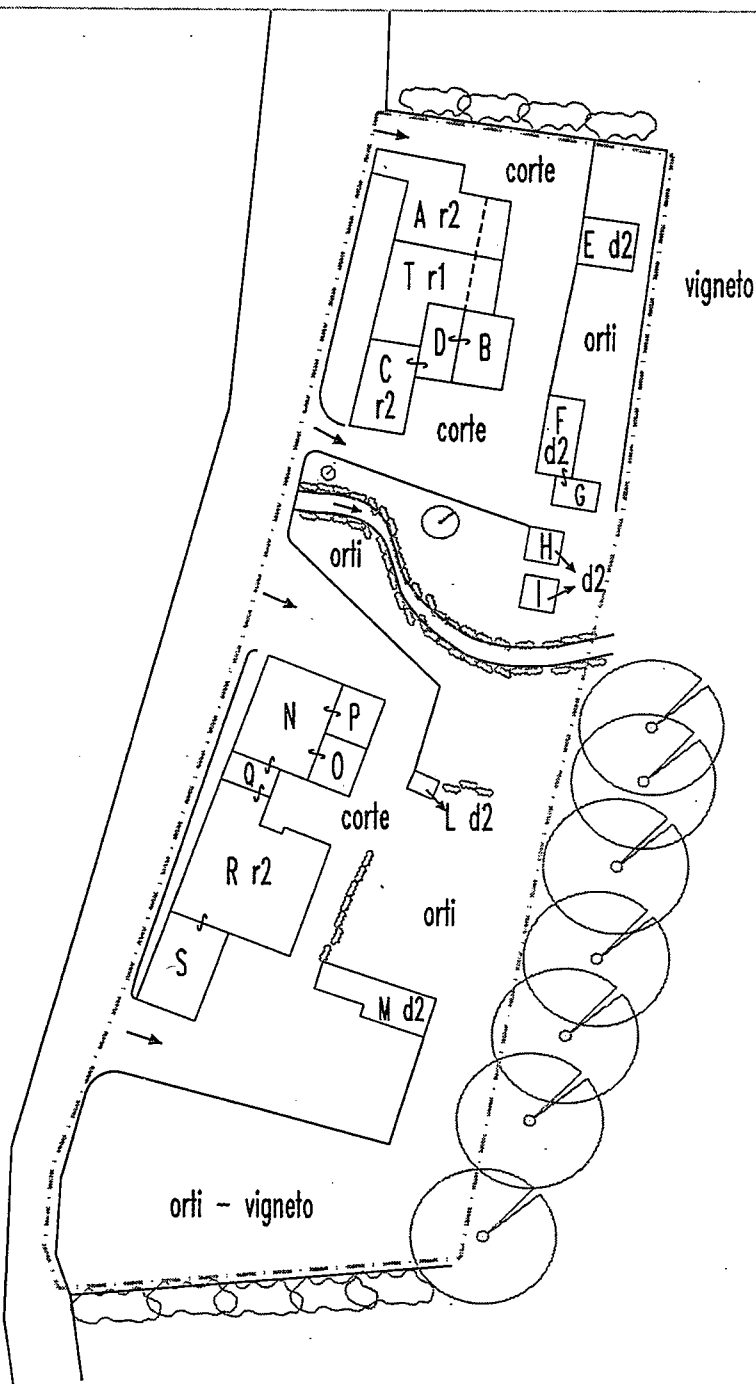 corte
A r2
E d2
T r1
vigneto
D
B
orti
C
r2
corte
F
d2
G
orti
H
d2
I
N
P
O
Q
corte
L d2
R r2
orti
S
M d2
orti - vigneto